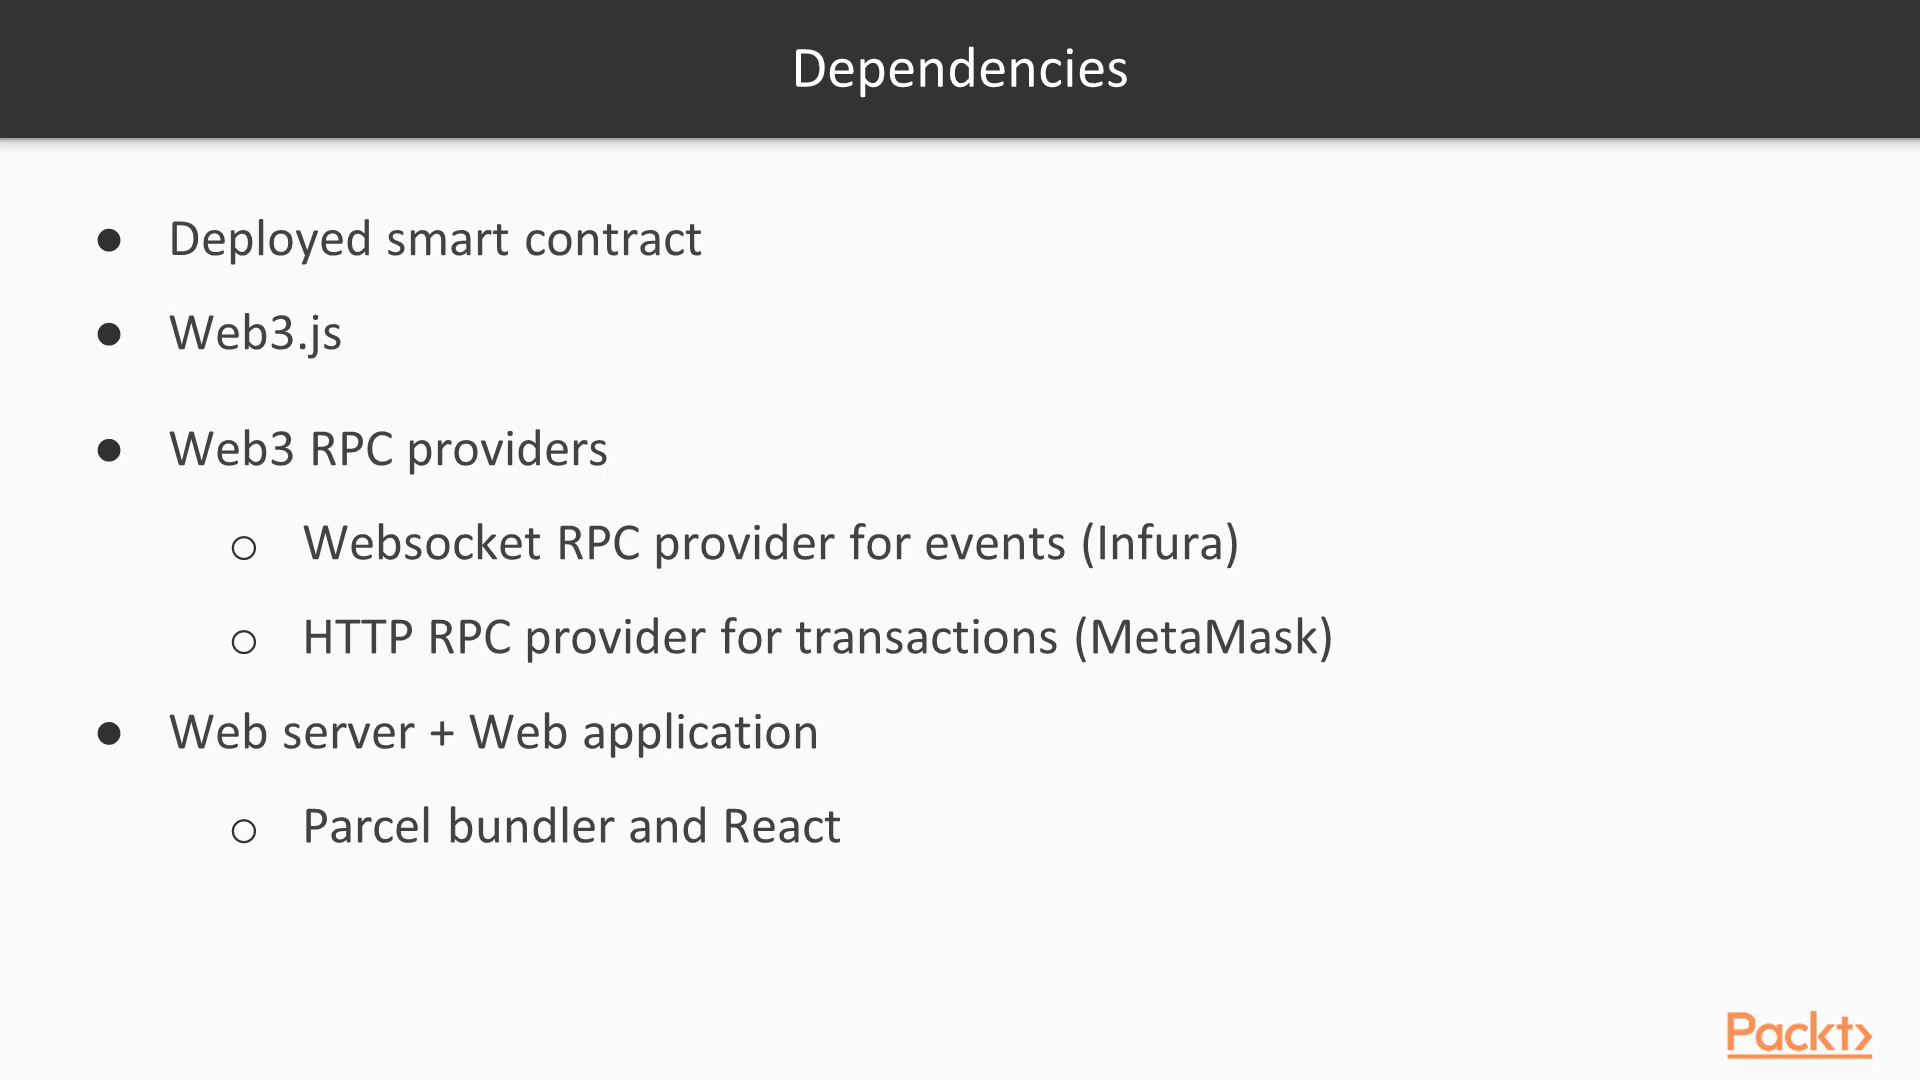 Dependencies
● Deployed smart contract
● Web3.js
● Web3 RPC providers
○ Websocket RPC provider for events (Infura)
○ HTTP RPC provider for transactions (MetaMask)
● Web server + Web application
○ Parcel bundler and React
Packt>